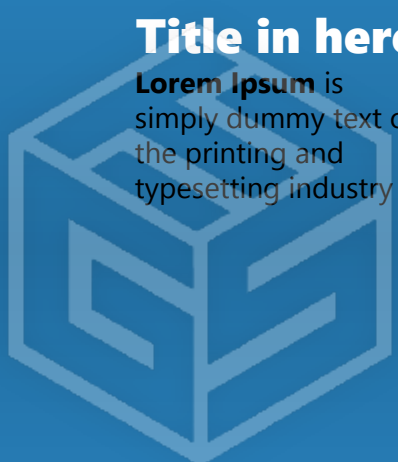 Title in here
Lorem Ipsum is
simply dummy text o
the printing and
typesetting industry